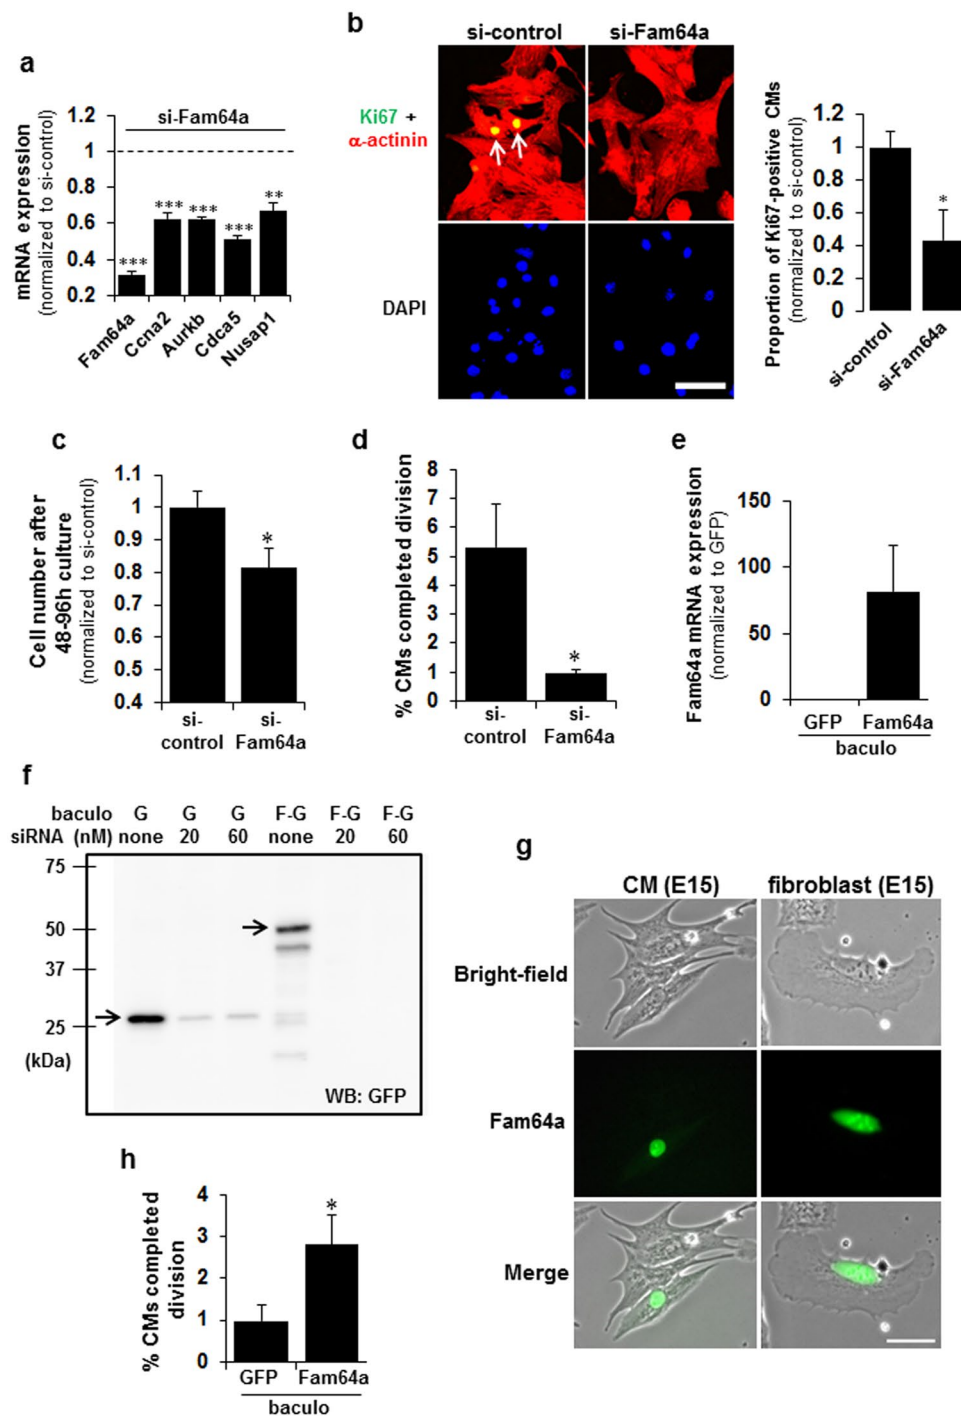 a
si-Fam64a
mRNA expression
(normalized to si-control)
1.2
1
0.8
0.6
0.4
0.2
***
***
***
***
**
Fam64a
Ccna2
Aurkb
Cdca5
Nusap1
b
si-control
si-Fam64a
Ki67 +
α-actinin
DAPI
Proportion of Ki67-positive CMs
(normalized to si-control)
1.2
1
0.8
0.6
0.4
0.2
0
*
si-control
si-Fam64a
c
Cell number after
48-96h culture
(normalized to si-control)
1.1
1
0.9
0.8
0.7
0.6
0.5
0.4
*
si-
control
si-
Fam64a
d
% CMs completed division
8
7
6
5
4
3
2
1
0
*
si-
control
si-
Fam64a
e
Fam64a mRNA expression
(normalized to GFP)
150
100
50
0
GFP Fam64a
baculo
f
baculo G G G F-G F-G F-G
siRNA (nM) none 20 60 none 20 60
75
50
37
25
(kDa)
WB: GFP
g
CM (E15) fibroblast (E15)
Bright-field
Fam64a
Merge
h
% CMs completed
division
4
3
2
1
0
*
GFP Fam64a
baculo